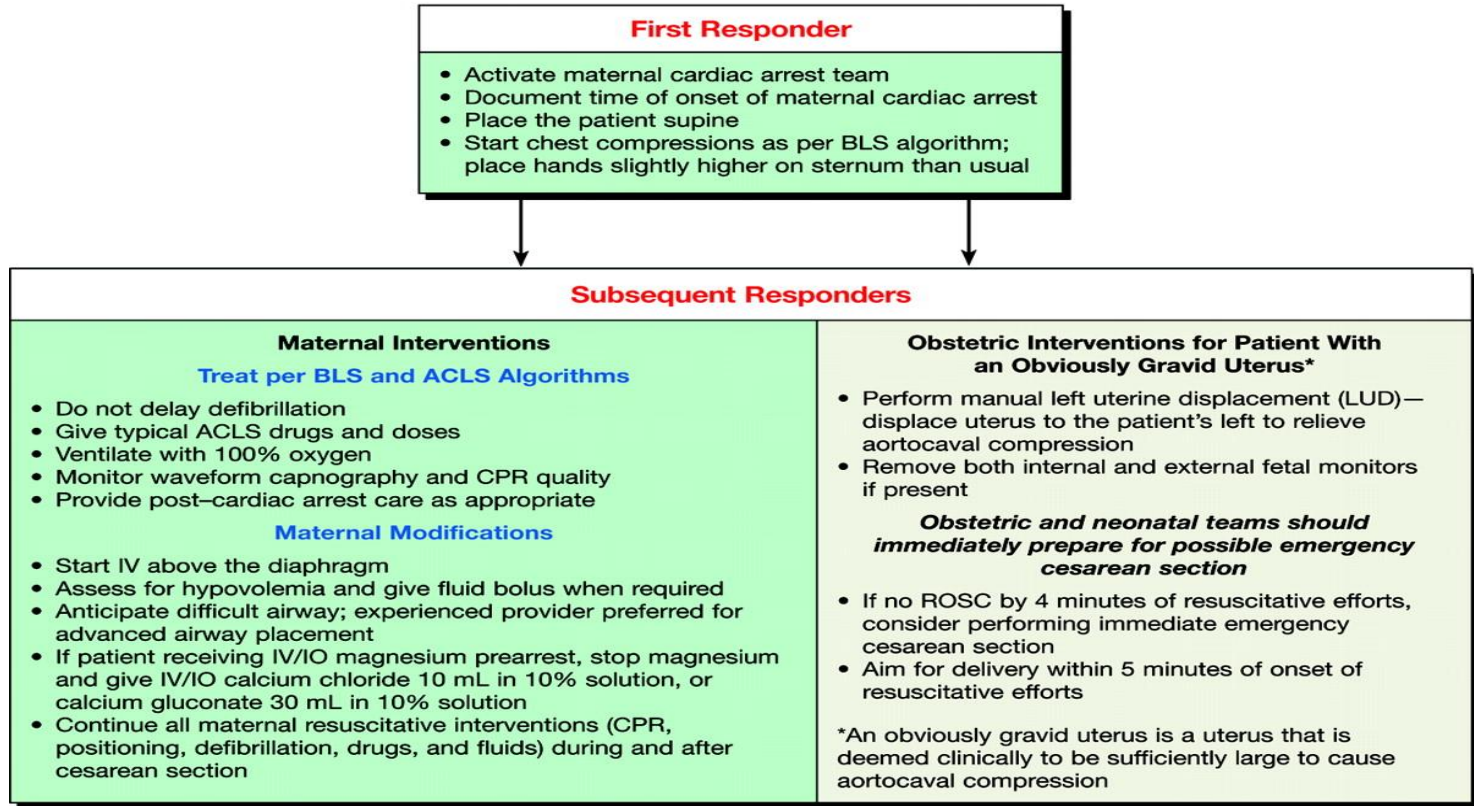 First Responder
• Activate maternal cardiac arrest team
• Document time of onset of maternal cardiac arrest
• Place the patient supine
• Start chest compressions as per BLS algorithm;
place hands slightly higher on sternum than usual
Subsequent Responders
Maternal Interventions
Treat per BLS and ACLS Algorithms
• Do not delay defibrillation
• Give typical ACLS drugs and doses
• Ventilate with 100% oxygen
• Monitor waveform capnography and CPR quality
• Provide post–cardiac arrest care as appropriate
Maternal Modifications
• Start IV above the diaphragm
• Assess for hypovolemia and give fluid bolus when required
• Anticipate difficult airway; experienced provider preferred for
advanced airway placement
• If patient receiving IV/IO magnesium prearrest, stop magnesium
and give IV/IO calcium chloride 10 mL in 10% solution, or
calcium gluconate 30 mL in 10% solution
• Continue all maternal resuscitative interventions (CPR,
positioning, defibrillation, drugs, and fluids) during and after
cesarean section
Obstetric Interventions for Patient With
an Obviously Gravid Uterus*
• Perform manual left uterine displacement (LUD)—
displace uterus to the patient's left to relieve
aortocaval compression
• Remove both internal and external fetal monitors
if present
Obstetric and neonatal teams should
immediately prepare for possible emergency
cesarean section
• If no ROSC by 4 minutes of resuscitative efforts,
consider performing immediate emergency
cesarean section
• Aim for delivery within 5 minutes of onset of
resuscitative efforts
*An obviously gravid uterus is a uterus that is
deemed clinically to be sufficiently large to cause
aortocaval compression